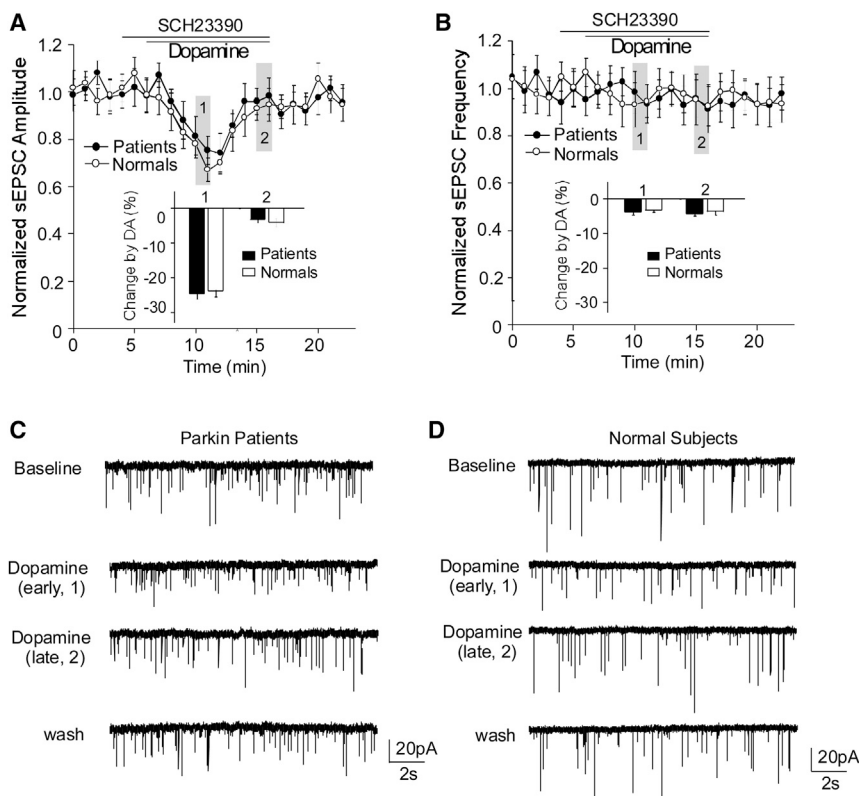 A
SCH23390
Dopamine
1.2
1.0
0.8
0.6
0.4
0.2
0
Normalized sEPSC Amplitude
1
2
Patients
Normals
1
2
0
-10
-20
-30
Change by DA (%)
Patients
Normals
0
5
10
15
20
Time (min)
B
SCH23390
Dopamine
1.2
1.0
0.8
0.6
0.4
0.2
0
Normalized sEPSC Frequency
1
2
Patients
Normals
1
2
0
-10
-20
-30
Change by DA (%)
Patients
Normals
0
5
10
15
20
Time (min)
C
Parkin Patients
Baseline
Dopamine
(early, 1)
Dopamine
(late, 2)
wash
20pA
2s
D
Normal Subjects
Baseline
Dopamine
(early, 1)
Dopamine
(late, 2)
wash
20pA
2s